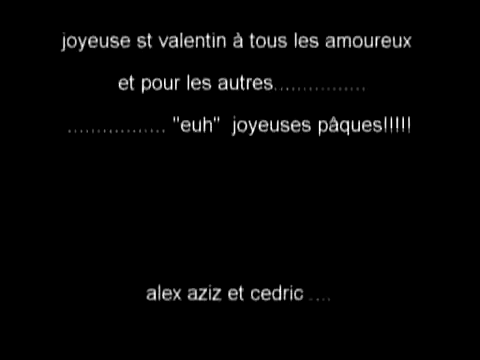 joyeuse st valentin à tous les amoureux
et pour les autres................
................. "euh" joyeuses pâques!!!!!
alex aziz et cedric ....